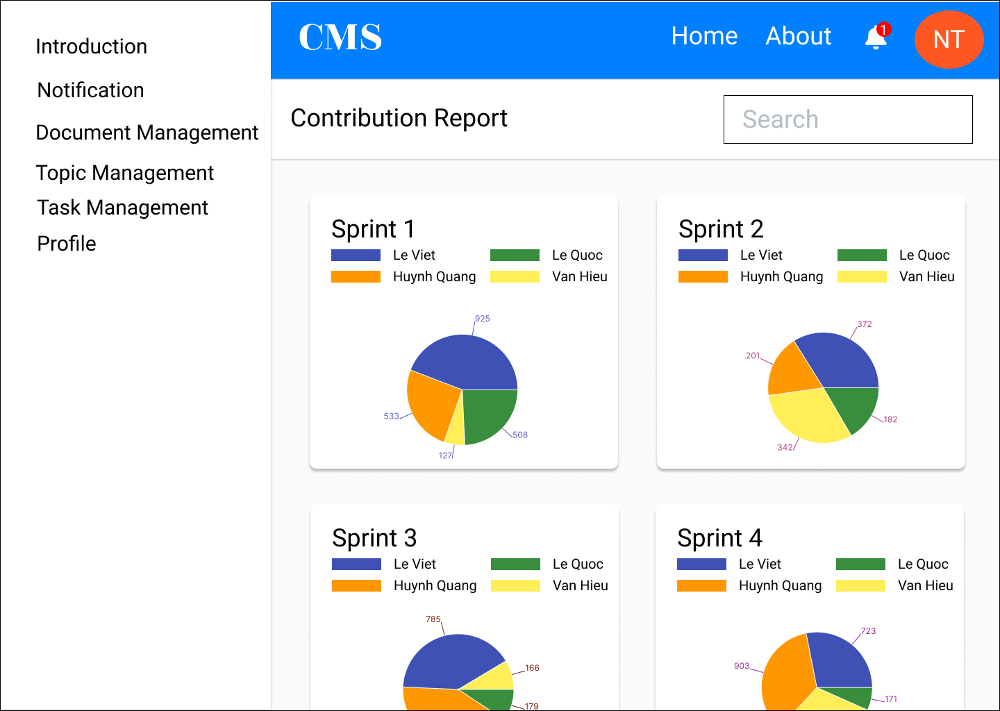 Introduction
Notification
Document Management
Topic Management
Task Management
Profile
CMS
Home About 1 NT
Contribution Report
Search
Sprint 1
Le Viet Le Quoc
Huynh Quang Van Hieu
925
533
508
127
Sprint 2
Le Viet Le Quoc
Huynh Quang Van Hieu
372
201
182
342
Sprint 3
Le Viet Le Quoc
Huynh Quang Van Hieu
785
166
179
Sprint 4
Le Viet Le Quoc
Huynh Quang Van Hieu
723
903
171